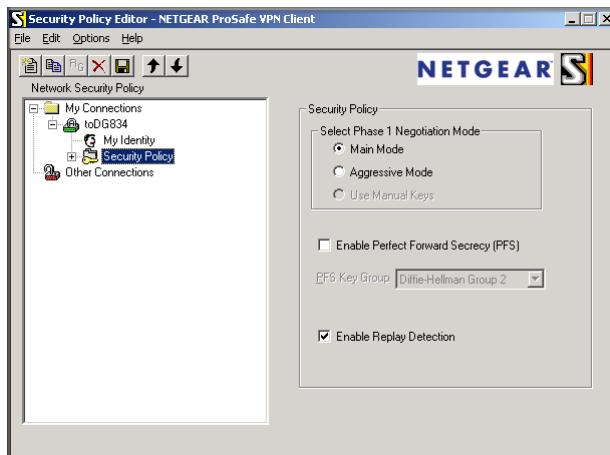 Security Policy Editor - NETGEAR ProSafe VPN Client
File Edit Options Help
NETGEAR S
Network Security Policy
My Connections
toDG834
My Identity
Security Policy
Other Connections
Security Policy
Select Phase 1 Negotiation Mode
Main Mode
Aggressive Mode
Use Manual Keys
Enable Perfect Forward Secrecy (PFS)
PFS Key Group Diffie-Hellman Group 2
Enable Replay Detection